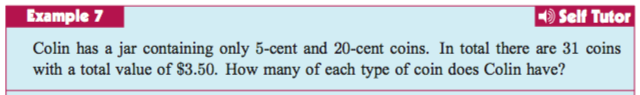 Example 7
Self Tutor
Colin has a jar containing only 5-cent and 20-cent coins. In total there are 31 coins
with a total value of $3.50. How many of each type of coin does Colin have?